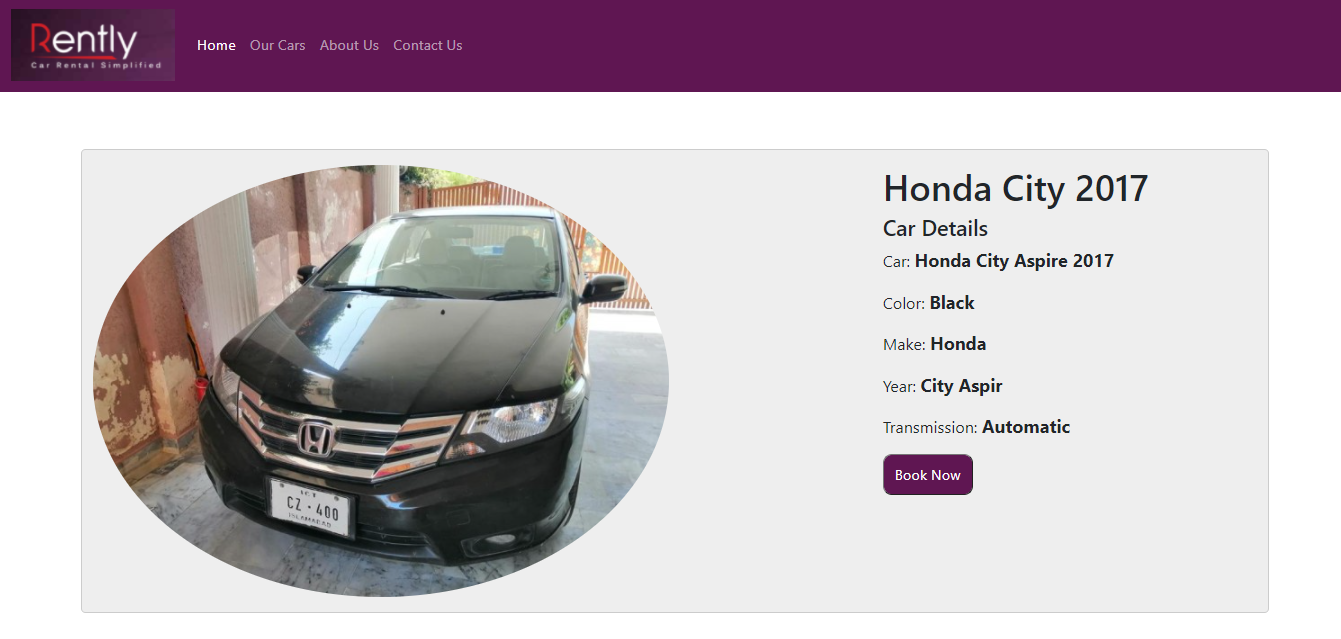 Rently
Car Rental Simplified
Home Our Cars About Us Contact Us
Honda City 2017
Car Details
Car: Honda City Aspire 2017
Color: Black
Make: Honda
Year: City Aspir
Transmission: Automatic
Book Now
ICT
CZ·400
ISLAMABAD